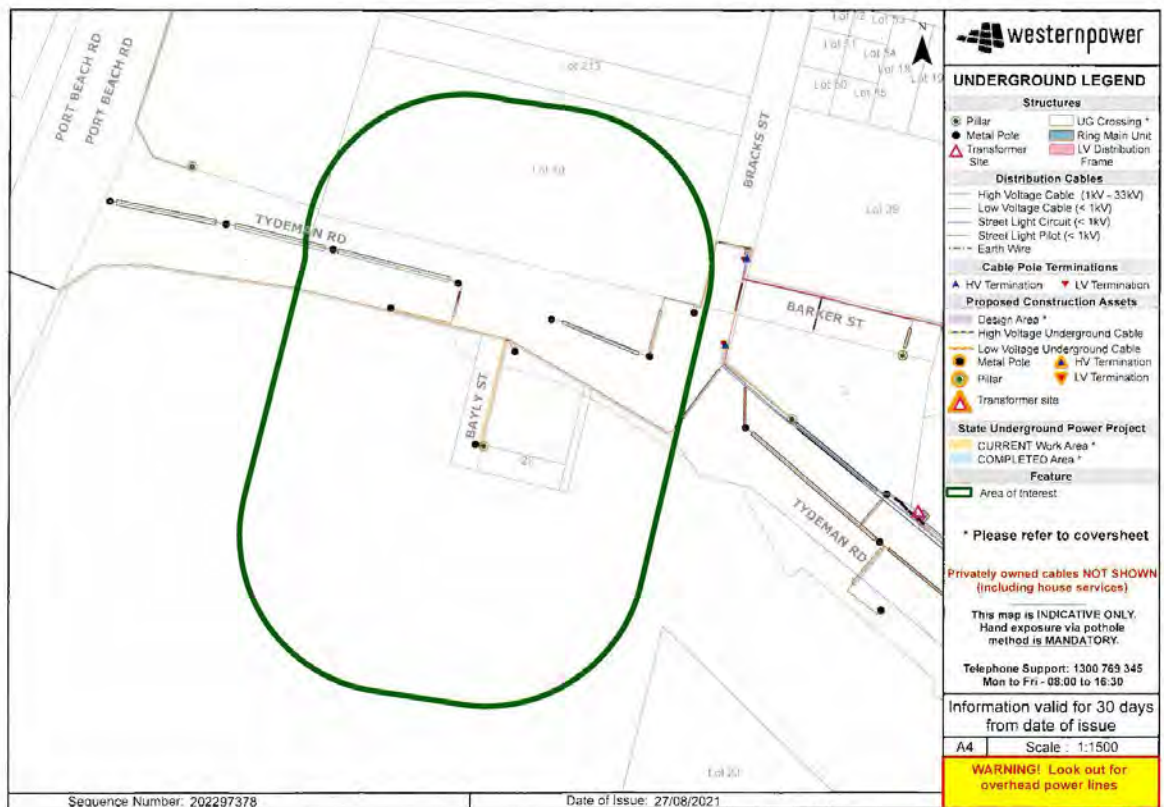 PORT BEACH RD
PORT BEACH RD
Lot 213
Lot 51
Lot 54
Lot 18
N
BRACKS ST
Lot 39
TYDEMAN RD
BARKER ST
BAYLY ST
TYDEMAN RD
Lot 20
Sequence Number: 202297378
Date of Issue: 27/08/2021
westernpower
UNDERGROUND LEGEND
Structures
Pillar
UG Crossing *
Metal Pole
Ring Main Unit
Transformer Site
LV Distribution Frame
Distribution Cables
High Voltage Cable (1kV - 33kV)
Low Voltage Cable (< 1kV)
Street Light Circuit (< 1kV)
Street Light Pilot (< 1kV)
Earth Wire
Cable Pole Terminations
HV Termination
LV Termination
Proposed Construction Assets
Design Area *
High Voltage Underground Cable
Low Voltage Underground Cable
Metal Pole
HV Termination
Pillar
LV Termination
Transformer site
State Underground Power Project
CURRENT Work Area *
COMPLETED Area *
Feature
Area of Interest
* Please refer to coversheet
Privately owned cables NOT SHOWN
(including house services)
This map is INDICATIVE ONLY.
Hand exposure via pothole
method is MANDATORY.
Telephone Support: 1300 769 345
Mon to Fri - 08:00 to 16:30
Information valid for 30 days
from date of issue
A4
Scale : 1:1500
WARNING! Look out for
overhead power lines